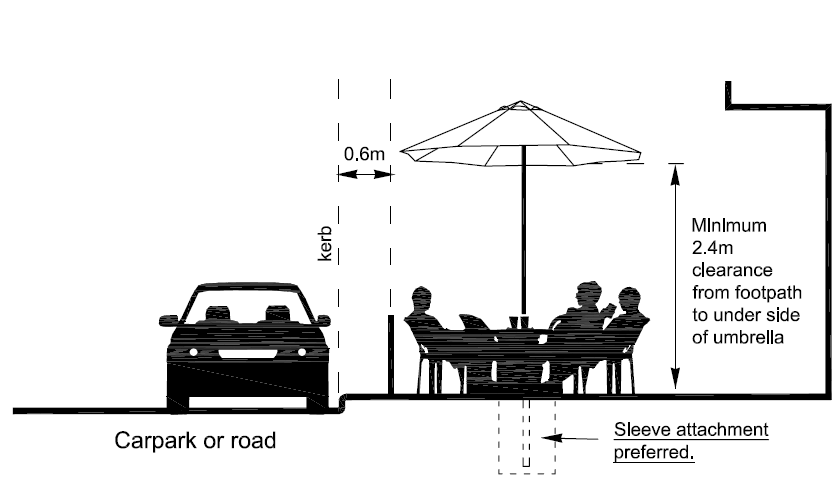 0.6m
kerb
Minimum
2.4m
clearance
from footpath
to under side
of umbrella
Carpark or road
Sleeve attachment
preferred.